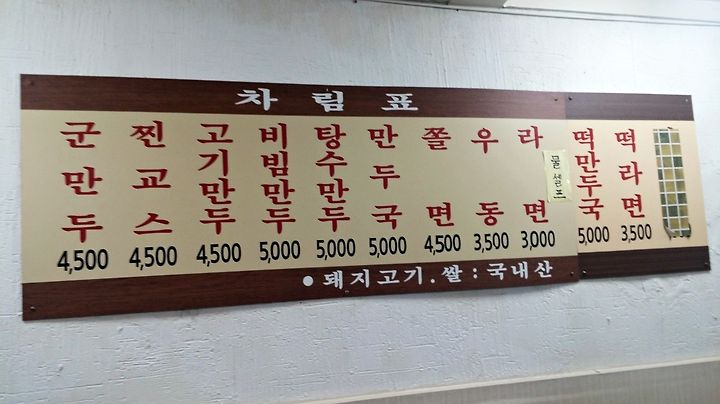 차림표
군만두 4,500
찐교스 4,500
고기만두 4,500
비빔만두 5,000
탕수만두 5,000
만두국 5,000
쫄면 4,500
우동 3,500
라면 3,000
물셀프
떡만두국 5,000
떡라면 3,500
●돼지고기.쌀:국내산